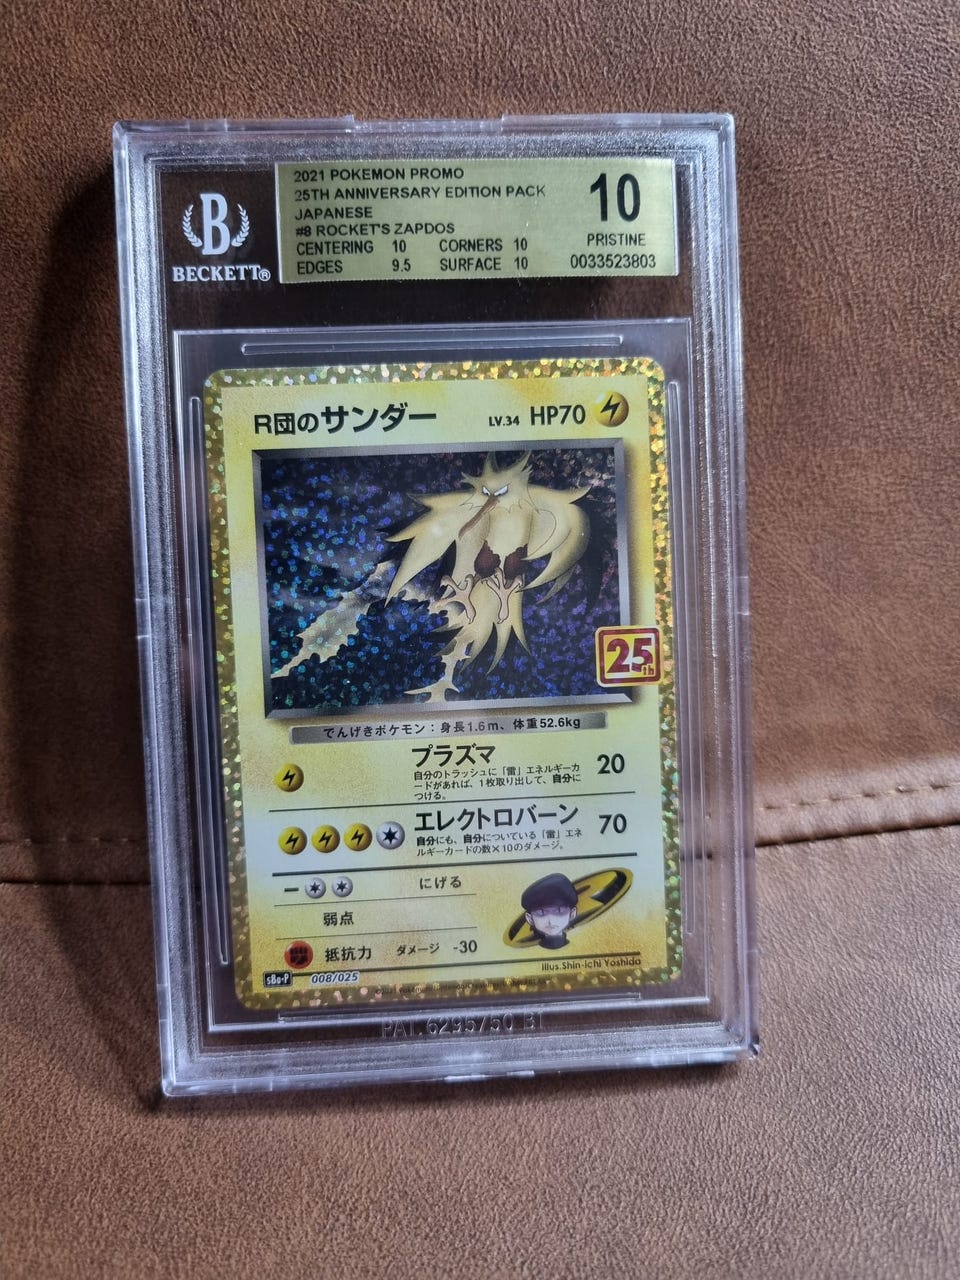 2021 POKEMON PROMO
25TH ANNIVERSARY EDITION PACK
JAPANESE
#8 ROCKET'S ZAPDOS
CENTERING 10 CORNERS 10
EDGES 9.5 SURFACE 10
10
PRISTINE
0033523803
B
BECKETT®
R団のサンダー LV.34 HP70
25th
でんげきポケモン：身長1.6m、体重52.6kg
プラズマ 20
自分のトラッシュに「雷」エネルギーカ
ードがあれば、1枚取り出して、自分に
つける。
エレクトロバーン 70
自分にも、自分についている「雷」エネ
ルギーカードの数×10のダメージ。
にげる
弱点
抵抗力 ダメージ -30
Illus.Shin-ichi Yoshida
s8a-P 008/025
PAT. 6295750 B1